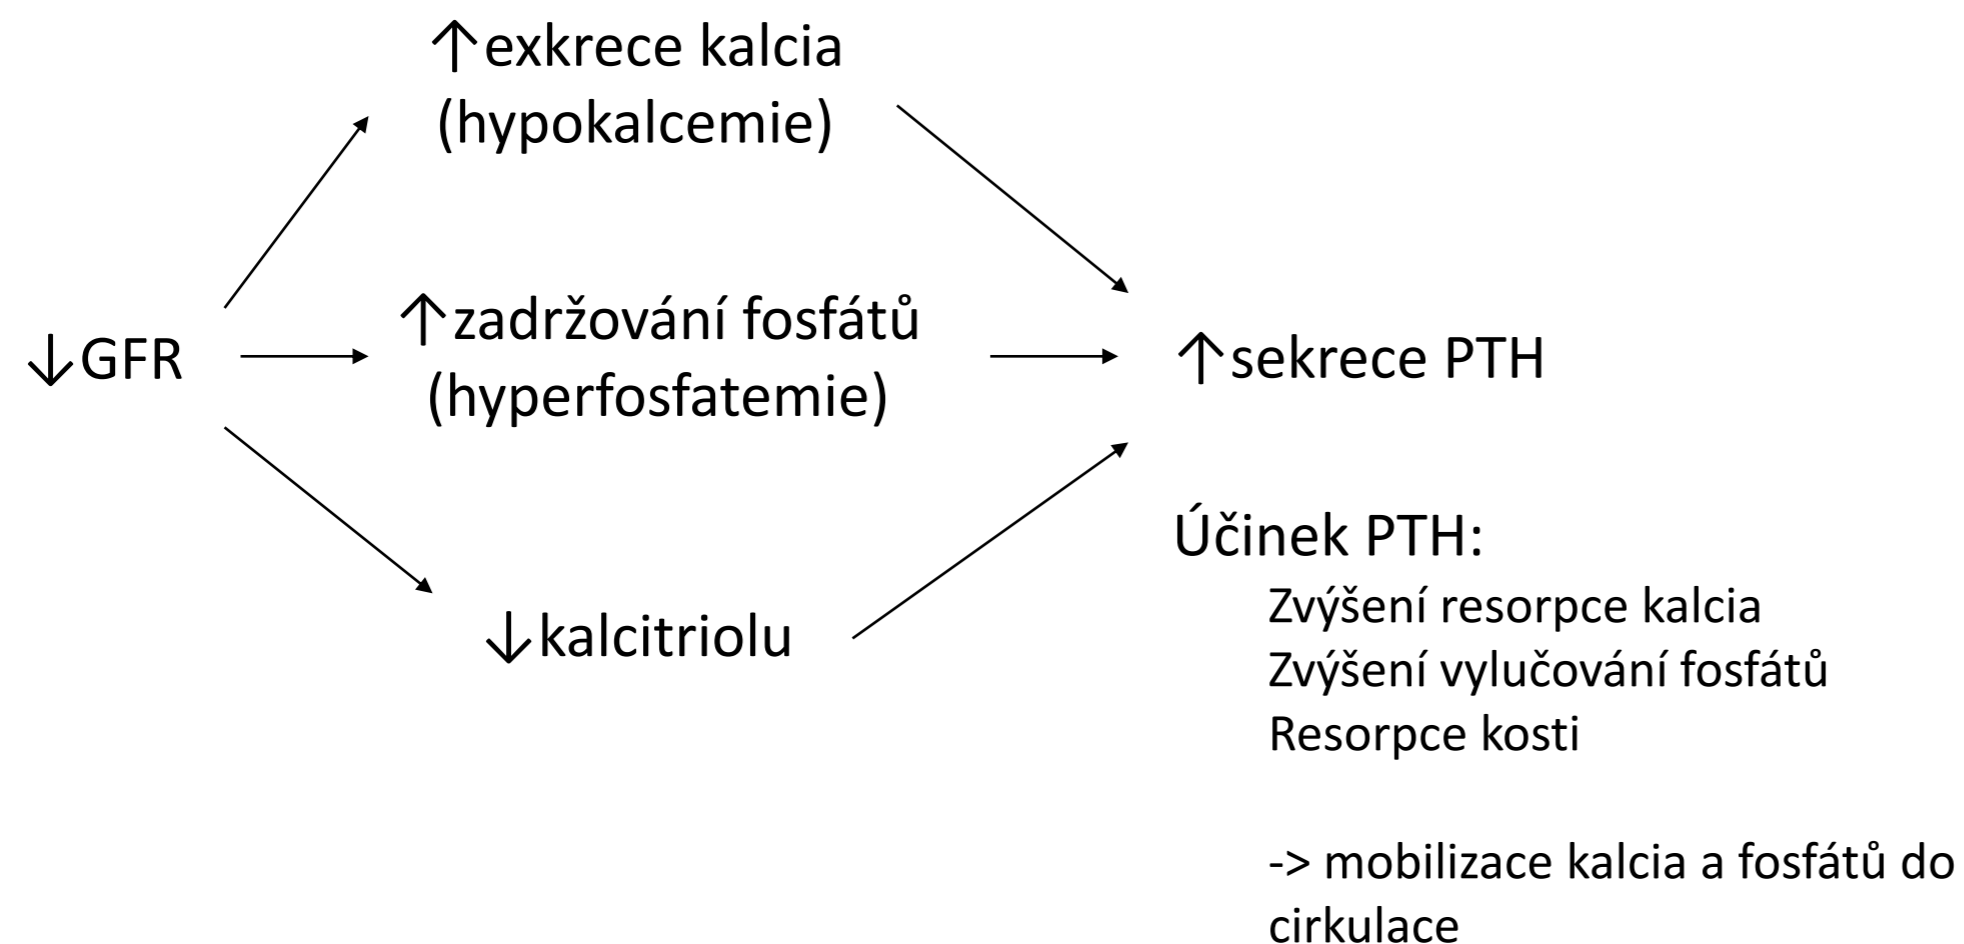 ↑exkrece kalcia
(hypokalcemie)
↑zadržování fosfátů
(hyperfosfatemie)
↓GFR
↑sekrece PTH
↓kalcitriolu
Účinek PTH:
Zvýšení resorpce kalcia
Zvýšení vylučování fosfátů
Resorpce kosti
-> mobilizace kalcia a fosfátů do
cirkulace